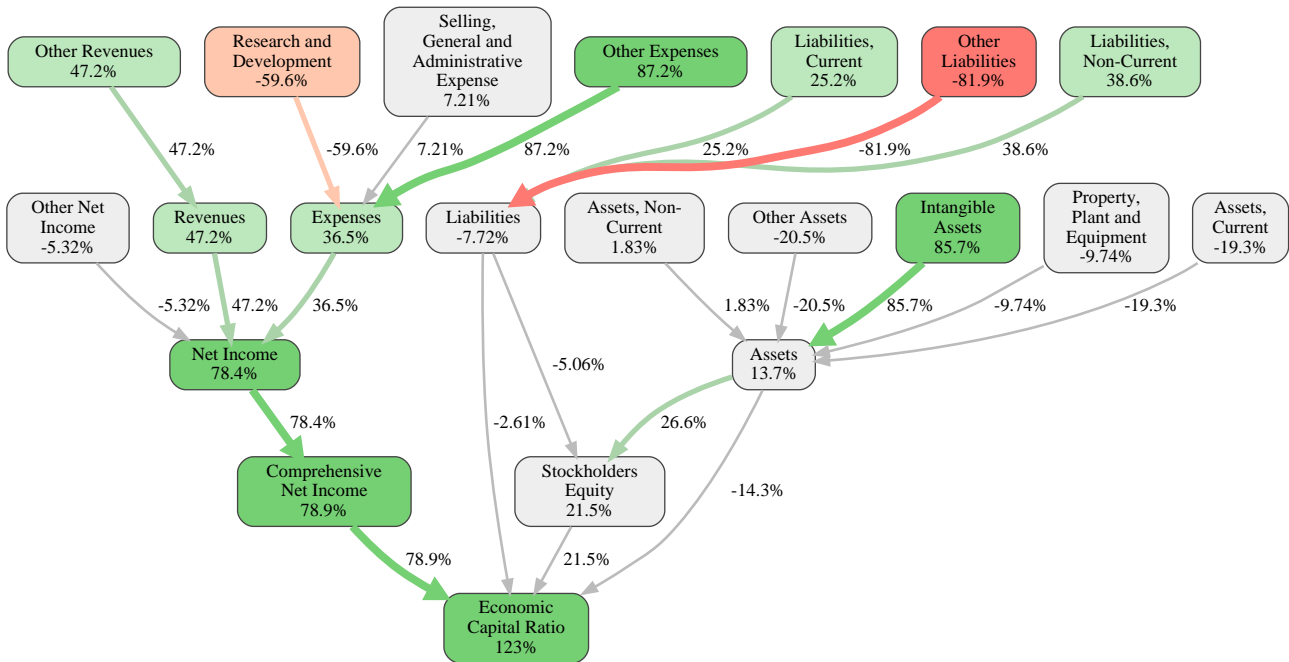 Other Revenues
47.2%
Research and
Development
-59.6%
Selling,
General and
Administrative
Expense
7.21%
Other Expenses
87.2%
Liabilities,
Current
25.2%
Other
Liabilities
-81.9%
Liabilities,
Non-Current
38.6%
47.2%
-59.6%
7.21%
87.2%
25.2%
-81.9%
38.6%
Other Net
Income
-5.32%
Revenues
47.2%
Expenses
36.5%
Liabilities
-7.72%
Assets, Non-
Current
1.83%
Other Assets
-20.5%
Intangible
Assets
85.7%
Property,
Plant and
Equipment
-9.74%
Assets,
Current
-19.3%
-5.32%
47.2%
36.5%
1.83%
-20.5%
85.7%
-9.74%
-19.3%
Net Income
78.4%
-5.06%
Assets
13.7%
78.4%
-2.61%
26.6%
Comprehensive
Net Income
78.9%
Stockholders
Equity
21.5%
-14.3%
78.9%
21.5%
Economic
Capital Ratio
123%